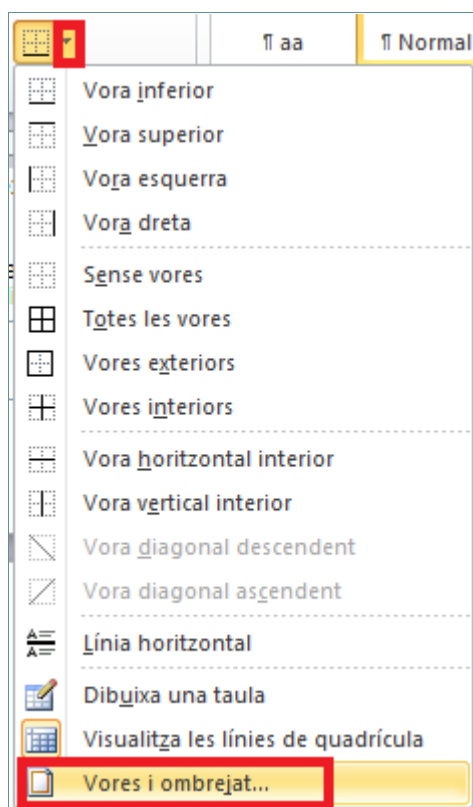 ¶ aa ¶ Normal
Vora inferior
Vora superior
Vora esquerra
Vora dreta
Sense vores
Totes les vores
Vores exteriors
Vores interiors
Vora horitzontal interior
Vora vertical interior
Vora diagonal descendent
Vora diagonal ascendent
Línia horitzontal
Dibuixa una taula
Visualitza les línies de quadrícula
Vores i ombrejat...